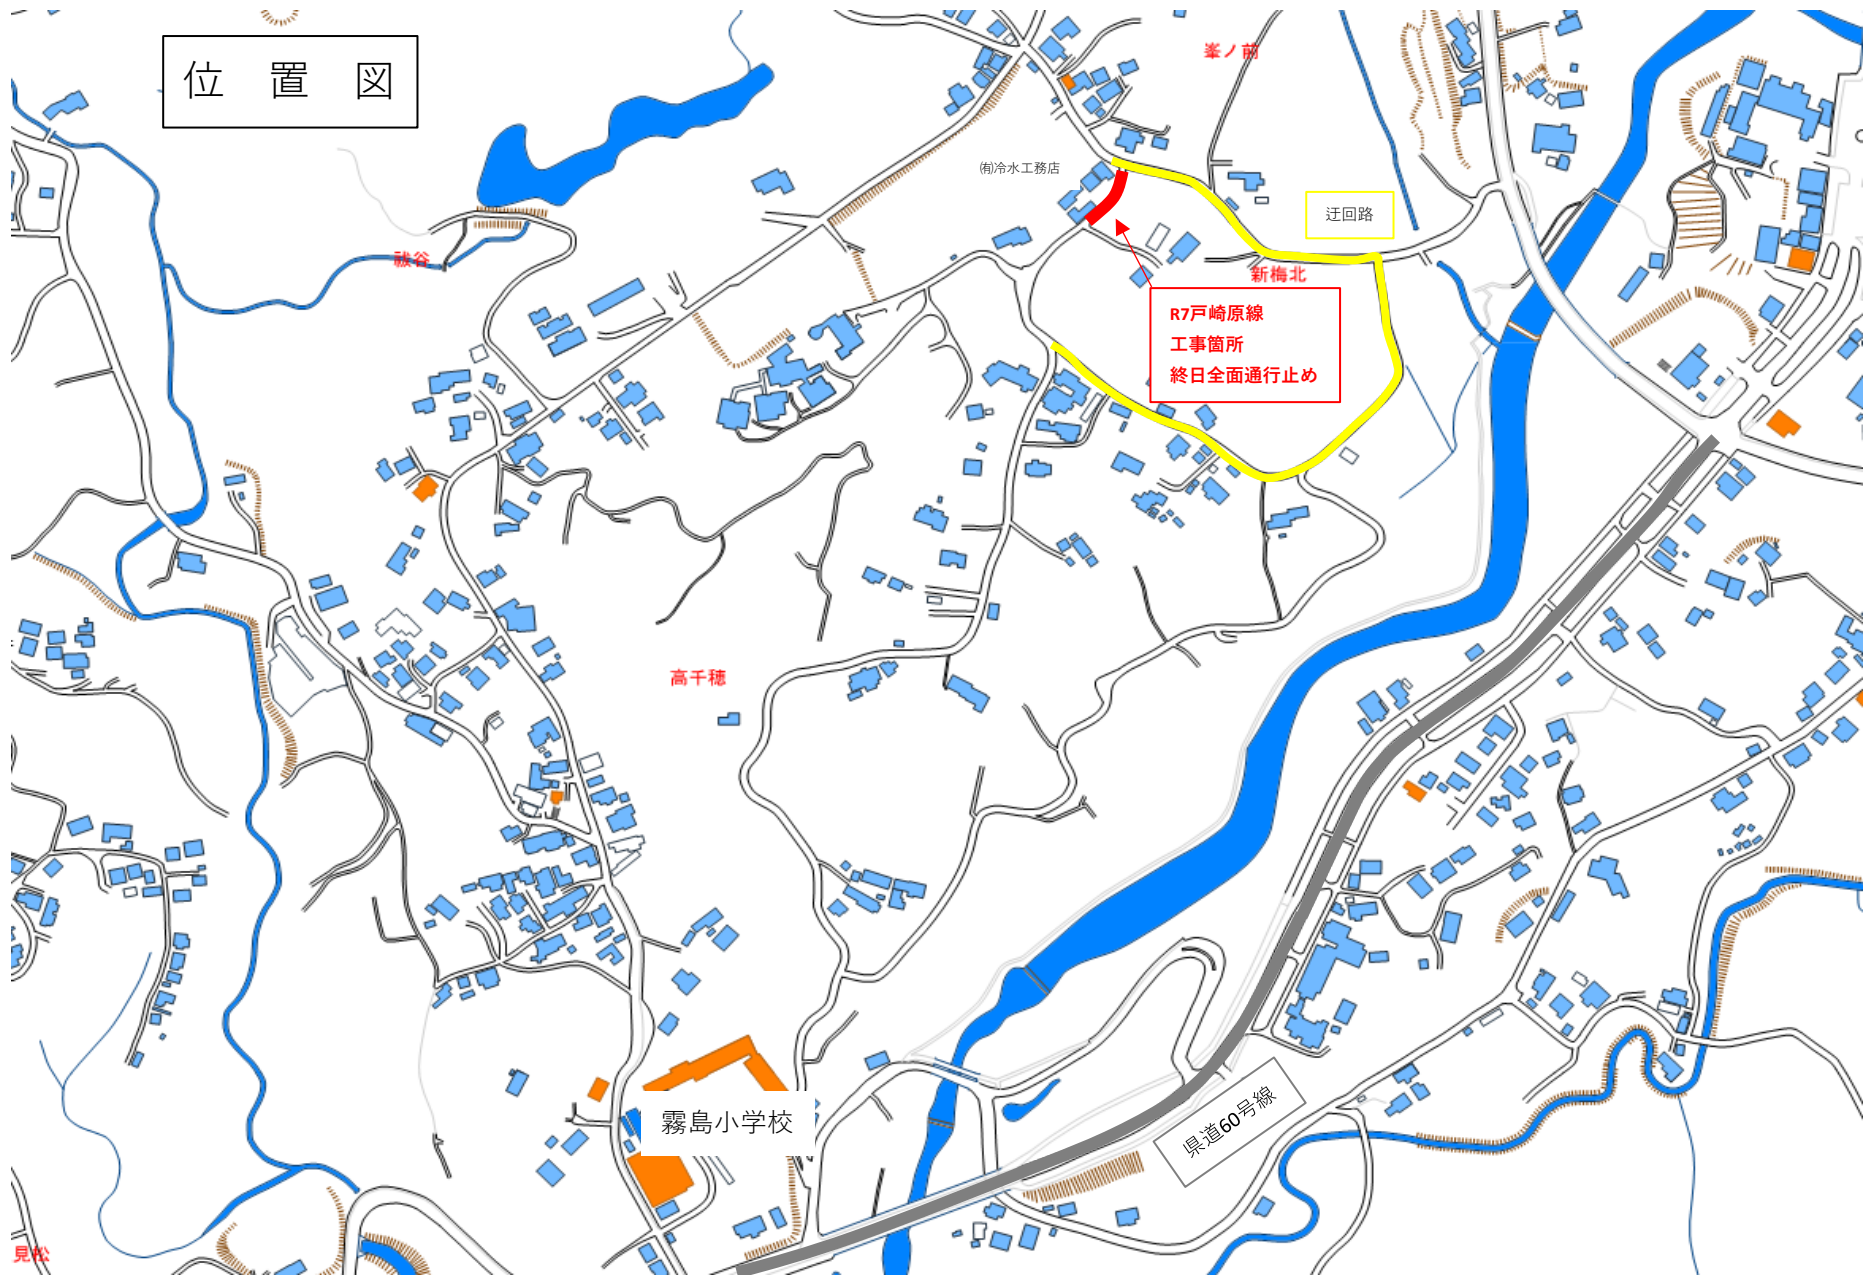 位 置 図
峯ノ前
㈲冷水工務店
迂回路
祓谷
新梅北
R7戸崎原線
工事箇所
終日全面通行止め
高千穂
霧島小学校
県道60号線
見松